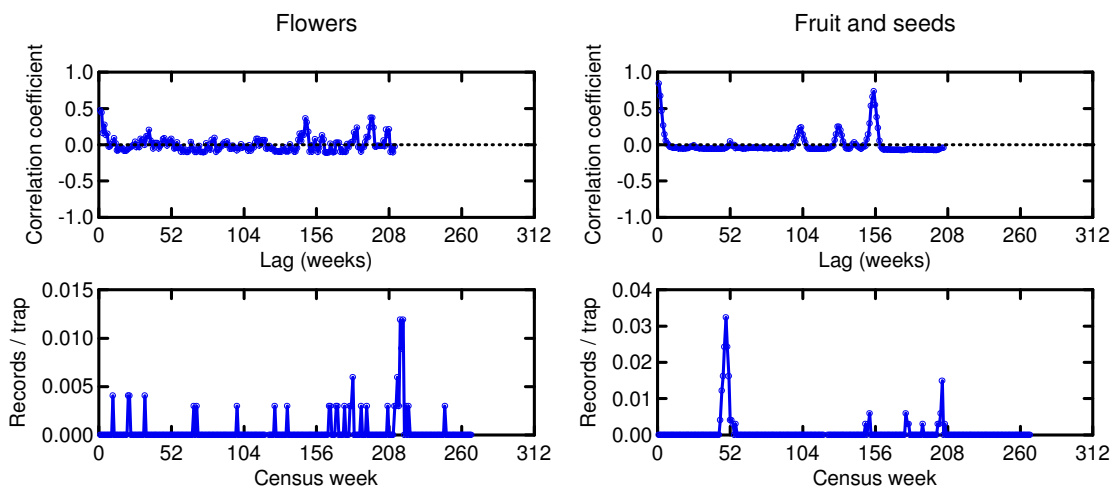 Flowers
Fruit and seeds
Correlation coefficient
1.0
0.5
0.0
-0.5
-1.0
0 52 104 156 208 260 312
Lag (weeks)
Correlation coefficient
1.0
0.5
0.0
-0.5
-1.0
0 52 104 156 208 260 312
Lag (weeks)
Records / trap
0.015
0.010
0.005
0.000
0 52 104 156 208 260 312
Census week
Records / trap
0.04
0.03
0.02
0.01
0.00
0 52 104 156 208 260 312
Census week